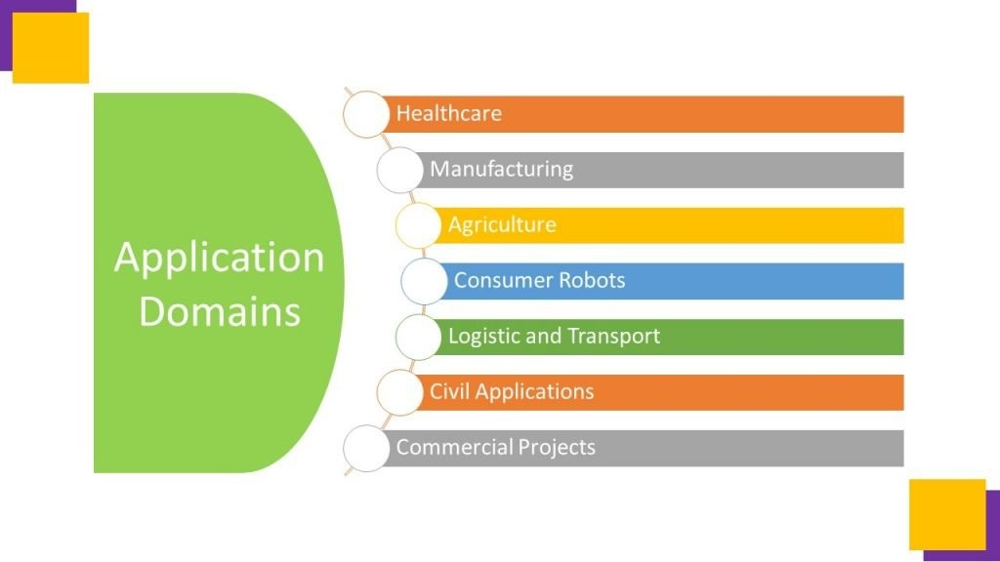 Application
Domains
Healthcare
Manufacturing
Agriculture
Consumer Robots
Logistic and Transport
Civil Applications
Commercial Projects